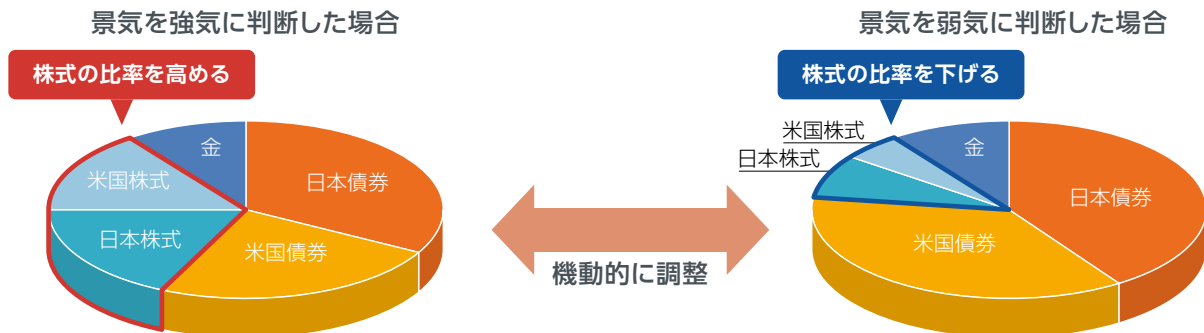 景気を強気に判断した場合
株式の比率を高める
金
米国株式
日本債券
日本株式
米国債券
機動的に調整
景気を弱気に判断した場合
株式の比率を下げる
米国株式
日本株式
金
日本債券
米国債券